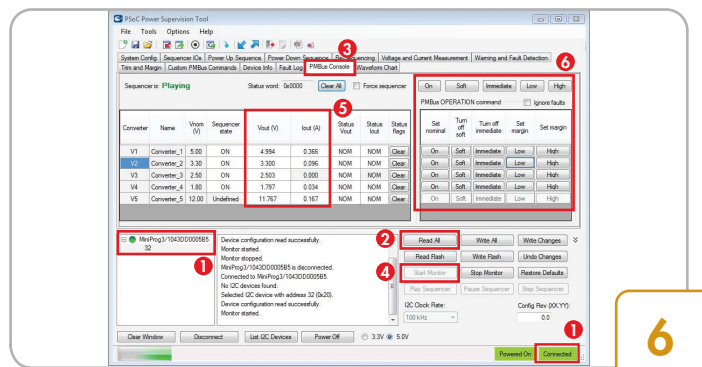 PSoC Power Supervision Tool
File Tools Options Help
3
System Config Sequencer IOs Power Up Sequence Power Down Sequence Re-Sequencing Voltage and Current Measurement Warning and Fault Detection
Trim and Margin Custom PMBus Commands Device Info Fault Log PMBus Console Waveform Chart
6
Sequencer is: Playing Status word: 0x0000 Clear All Force sequencer
On Soft Immediate Low High
PMBus OPERATION command Ignore faults
5
Converter Name Vnom (V) Sequencer state Vout (V) Iout (A) Status Vout Status Iout Status flags
Set nominal Turn off soft Turn off immediate Set margin Set margin
V1 Converter_1 5.00 ON 4.994 0.366 NOM NOM Clear On Soft Immediate Low High
V2 Converter_2 3.30 ON 3.300 0.096 NOM NOM Clear On Soft Immediate Low High
V3 Converter_3 2.50 ON 2.503 0.000 NOM NOM Clear On Soft Immediate Low High
V4 Converter_4 1.80 ON 1.797 0.034 NOM NOM Clear On Soft Immediate Low High
V5 Converter_5 12.00 Undefined 11.767 0.167 NOM NOM Clear On Soft Immediate Low High
MiniProg3/1043DD0005B5
32
1
Device configuration read successfully.
Monitor started.
Monitor stopped.
MiniProg3/1043DD0005B5 is disconnected.
Connected to MiniProg3/1043DD0005B5
No I2C devices found.
Selected I2C device with address 32 (0x20).
Device configuration read successfully.
Monitor started.
2
Read All Write All Write Changes
Read Flash Write Flash Undo Changes
4
Start Monitor Stop Monitor Restore Defaults
Play Sequencer Pause Sequencer Stop Sequencer
I2C Clock Rate: Config Rev (XX.YY):
100 kHz 0.0
Clear Window Disconnect List I2C Devices Power Off 3.3V 5.0V
1
Powered On Connected
6